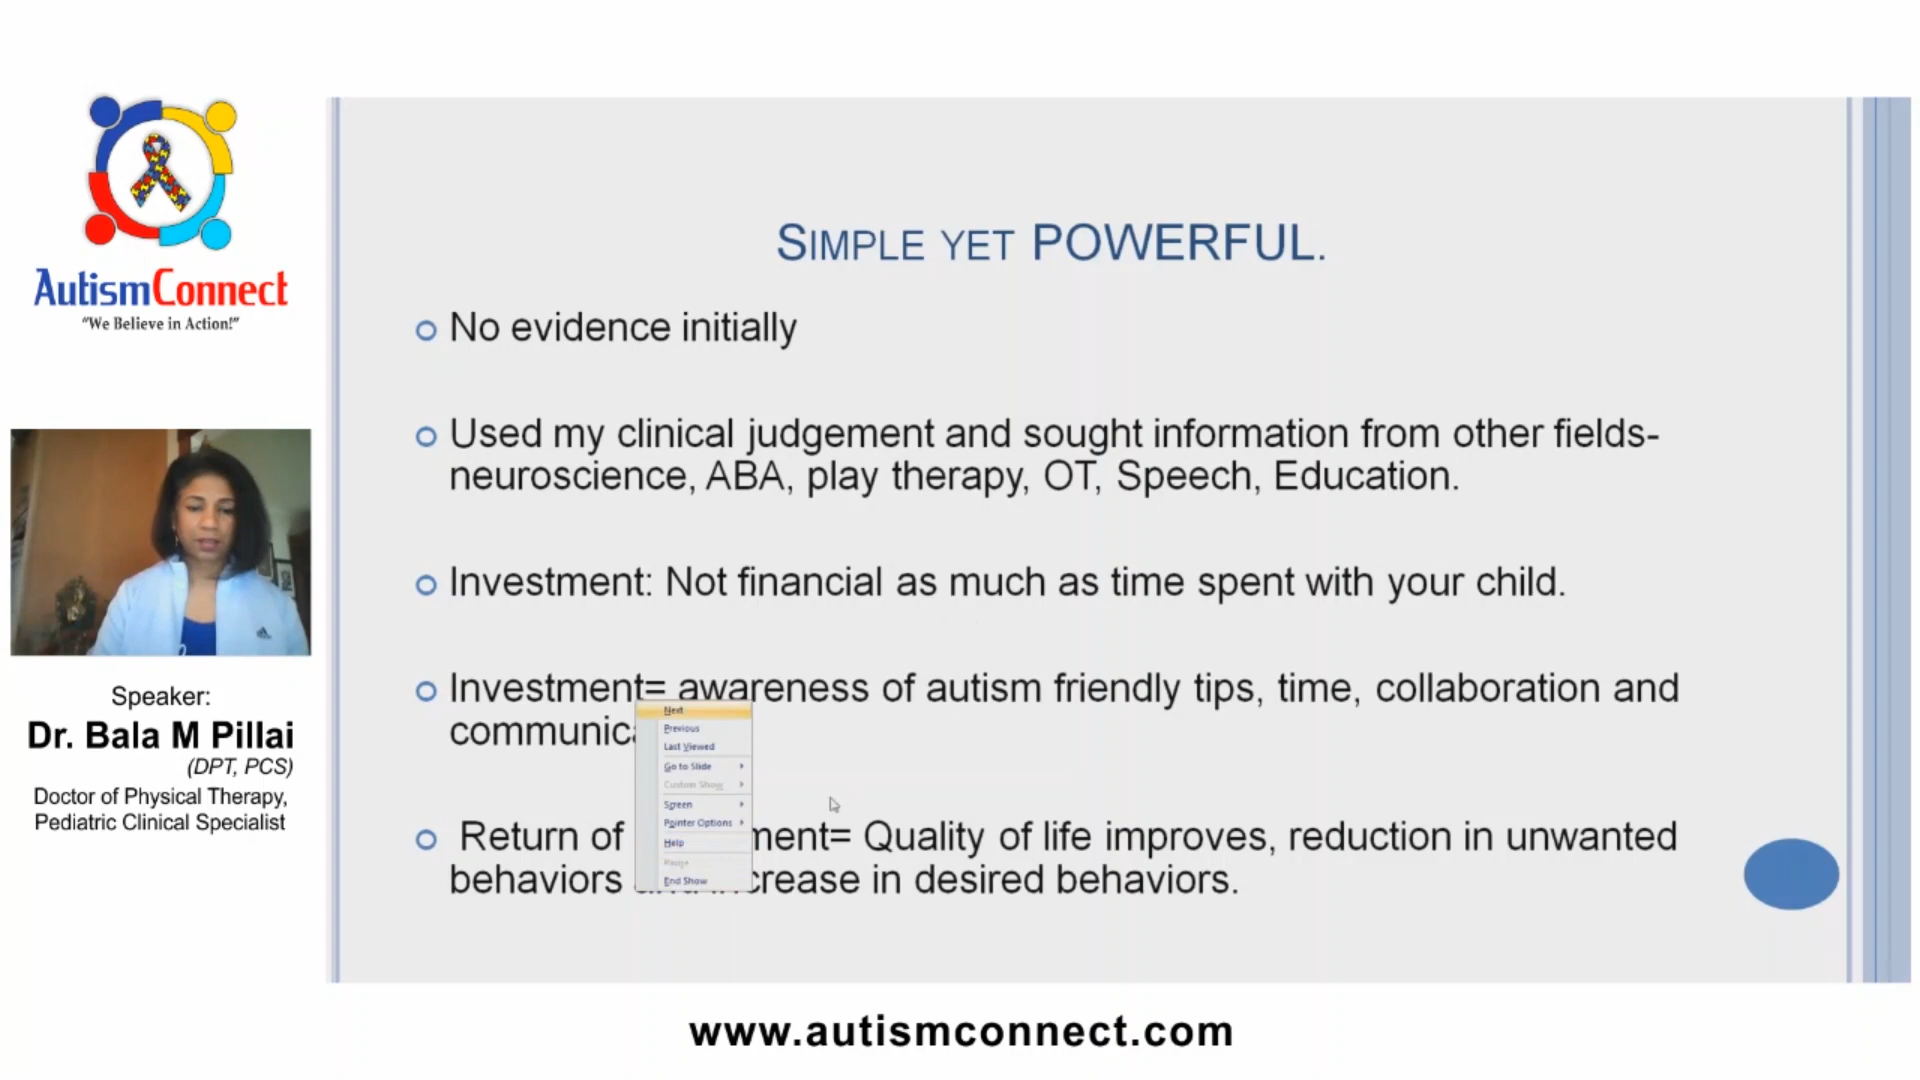 AutismConnect
"We Believe in Action!"
Speaker:
Dr. Bala M Pillai
(DPT, PCS)
Doctor of Physical Therapy,
Pediatric Clinical Specialist
SIMPLE YET POWERFUL.
No evidence initially
Used my clinical judgement and sought information from other fields-
neuroscience, ABA, play therapy, OT, Speech, Education.
Investment: Not financial as much as time spent with your child.
Investment= awareness of autism friendly tips, time, collaboration and
communic
Return of ment= Quality of life improves, reduction in unwanted
behaviors crease in desired behaviors.
Next
Previous
Last Viewed
Go to Slide
Custom Show
Screen
Pointer Options
Help
Pause
End Show
www.autismconnect.com